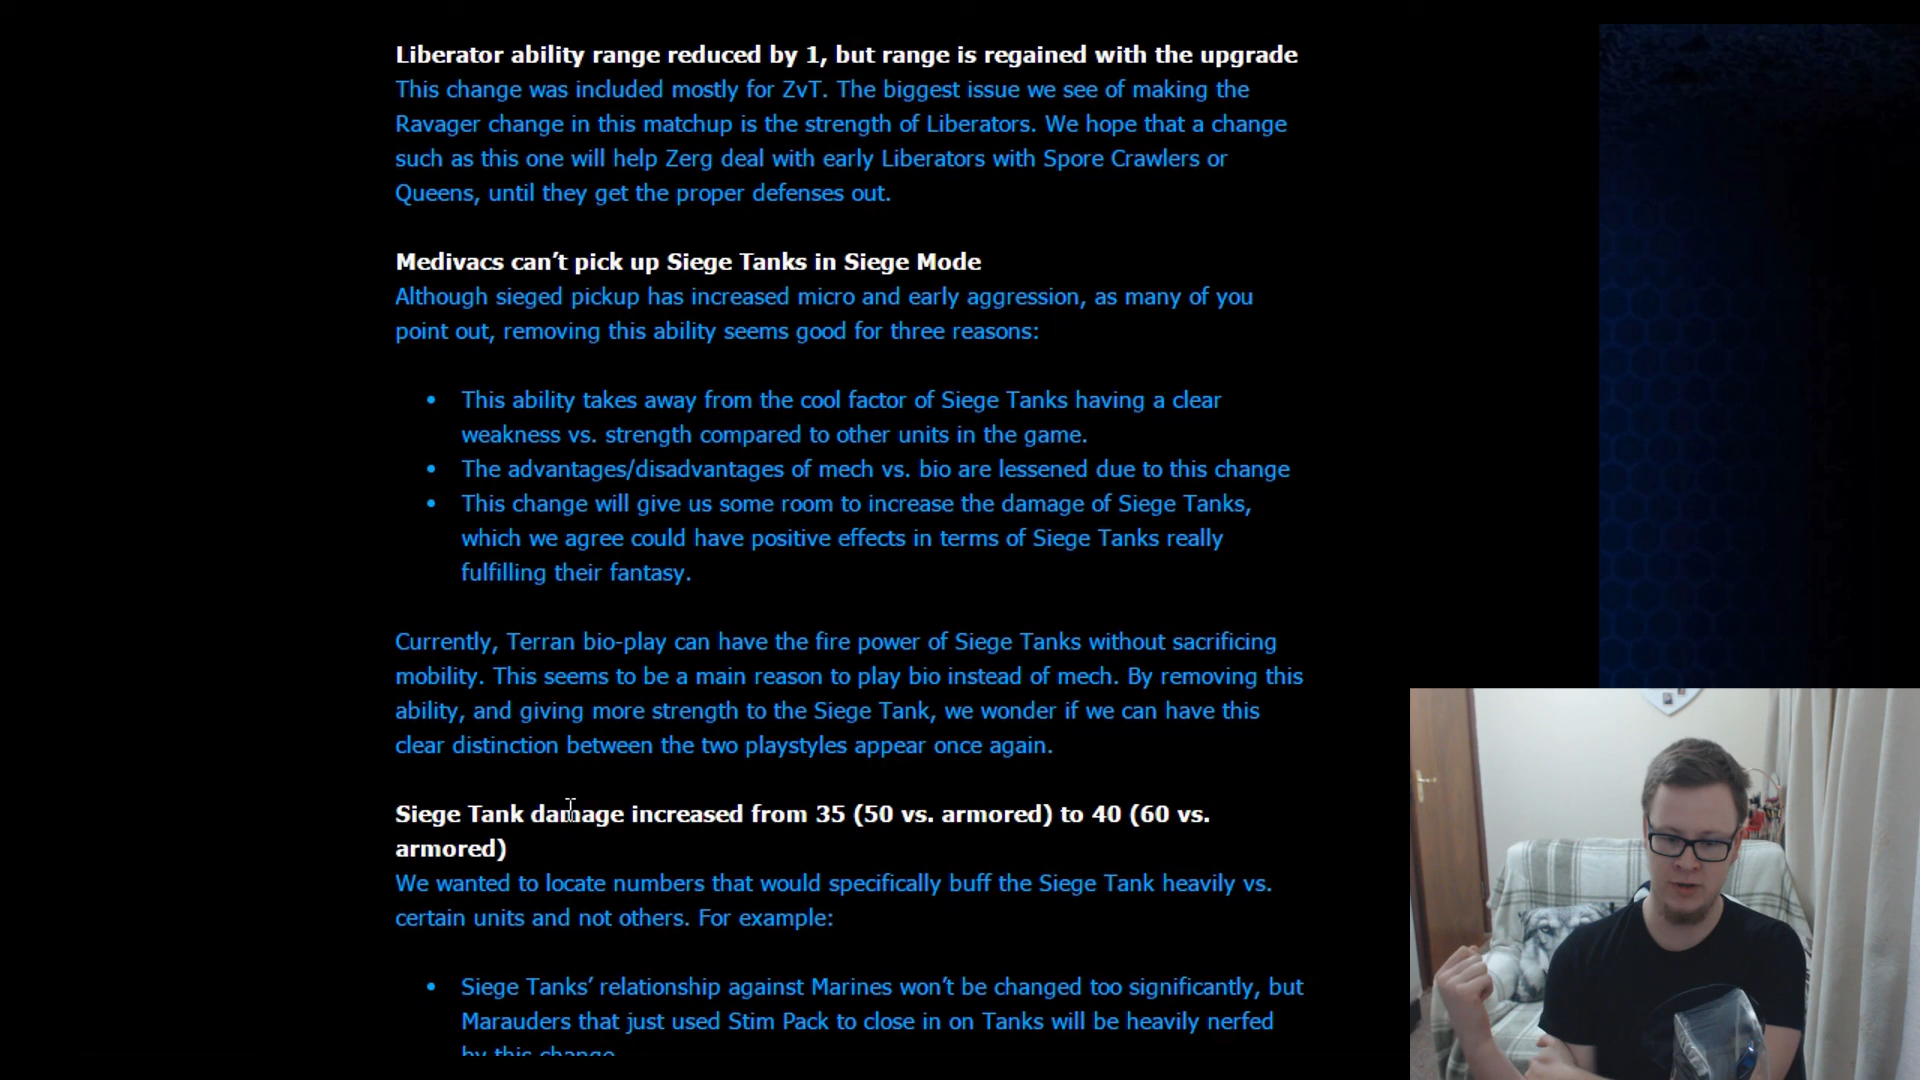 Liberator ability range reduced by 1, but range is regained with the upgrade
This change was included mostly for ZvT. The biggest issue we see of making the
Ravager change in this matchup is the strength of Liberators. We hope that a change
such as this one will help Zerg deal with early Liberators with Spore Crawlers or
Queens, until they get the proper defenses out.
Medivacs can’t pick up Siege Tanks in Siege Mode
Although sieged pickup has increased micro and early aggression, as many of you
point out, removing this ability seems good for three reasons:
• This ability takes away from the cool factor of Siege Tanks having a clear
weakness vs. strength compared to other units in the game.
• The advantages/disadvantages of mech vs. bio are lessened due to this change
• This change will give us some room to increase the damage of Siege Tanks,
which we agree could have positive effects in terms of Siege Tanks really
fulfilling their fantasy.
Currently, Terran bio-play can have the fire power of Siege Tanks without sacrificing
mobility. This seems to be a main reason to play bio instead of mech. By removing this
ability, and giving more strength to the Siege Tank, we wonder if we can have this
clear distinction between the two playstyles appear once again.
Siege Tank damage increased from 35 (50 vs. armored) to 40 (60 vs.
armored)
We wanted to locate numbers that would specifically buff the Siege Tank heavily vs.
certain units and not others. For example:
• Siege Tanks’ relationship against Marines won’t be changed too significantly, but
Marauders that just used Stim Pack to close in on Tanks will be heavily nerfed
by this change